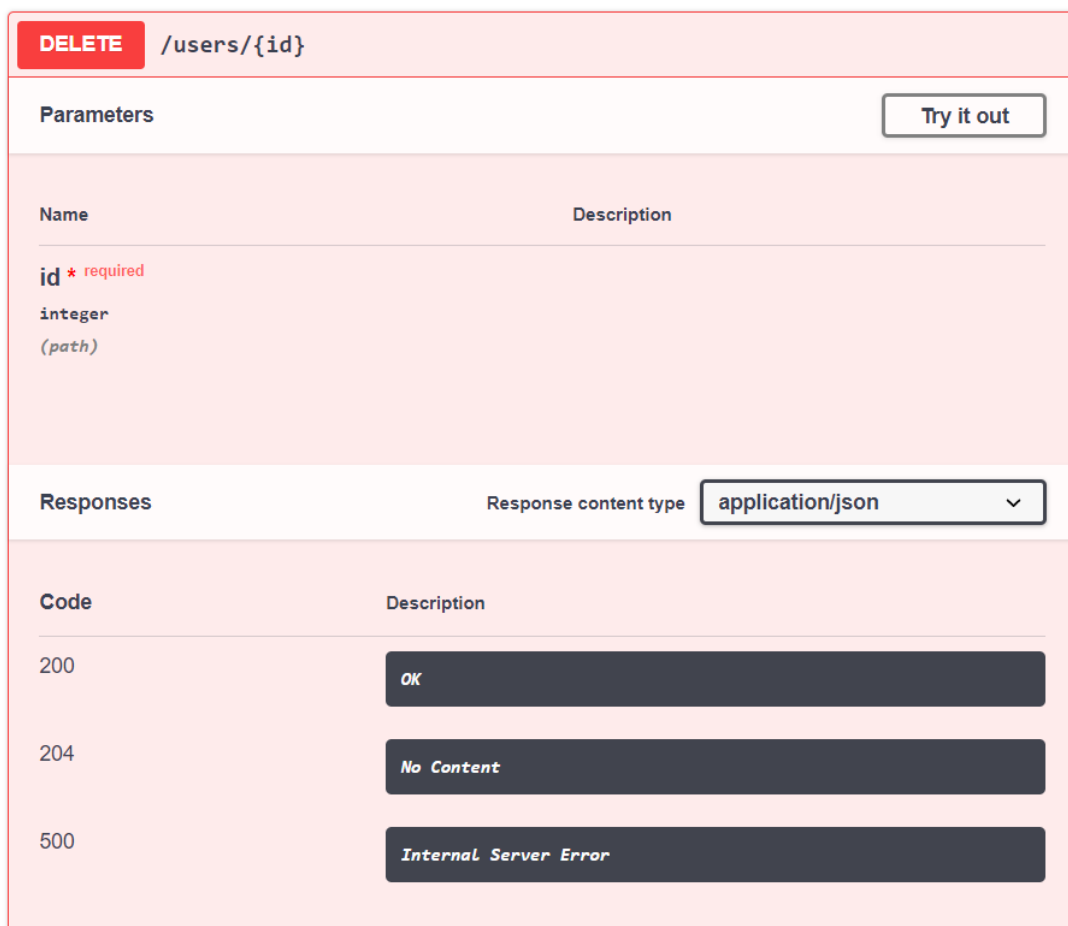 DELETE /users/{id}
Parameters Try it out
Name Description
id * required
integer
(path)
Responses Response content type application/json
Code Description
200 OK
204 No Content
500 Internal Server Error